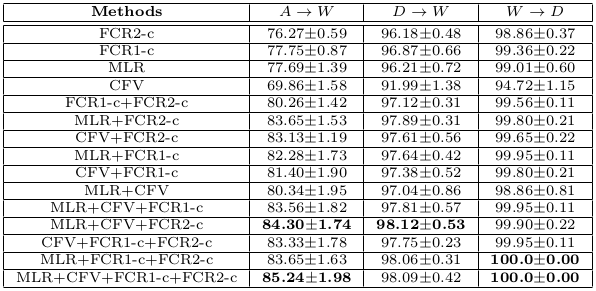 Methods A → W D → W W → D
FCR2-c 76.27±0.59 96.18±0.48 98.86±0.37
FCR1-c 77.75±0.87 96.87±0.66 99.36±0.22
MLR 77.69±1.39 96.21±0.72 99.01±0.60
CFV 69.86±1.58 91.99±1.38 94.72±1.15
FCR1-c+FCR2-c 80.26±1.42 97.12±0.31 99.56±0.11
MLR+FCR2-c 83.65±1.53 97.89±0.31 99.80±0.21
CFV+FCR2-c 83.13±1.19 97.61±0.56 99.65±0.22
MLR+FCR1-c 82.28±1.73 97.64±0.42 99.95±0.11
CFV+FCR1-c 81.40±1.90 97.38±0.52 99.80±0.21
MLR+CFV 80.34±1.95 97.04±0.86 98.86±0.81
MLR+CFV+FCR1-c 83.56±1.82 97.81±0.57 99.95±0.11
MLR+CFV+FCR2-c 84.30±1.74 98.12±0.53 99.90±0.22
CFV+FCR1-c+FCR2-c 83.33±1.78 97.75±0.23 99.95±0.11
MLR+FCR1-c+FCR2-c 83.65±1.63 98.06±0.31 100.0±0.00
MLR+CFV+FCR1-c+FCR2-c 85.24±1.98 98.09±0.42 100.0±0.00